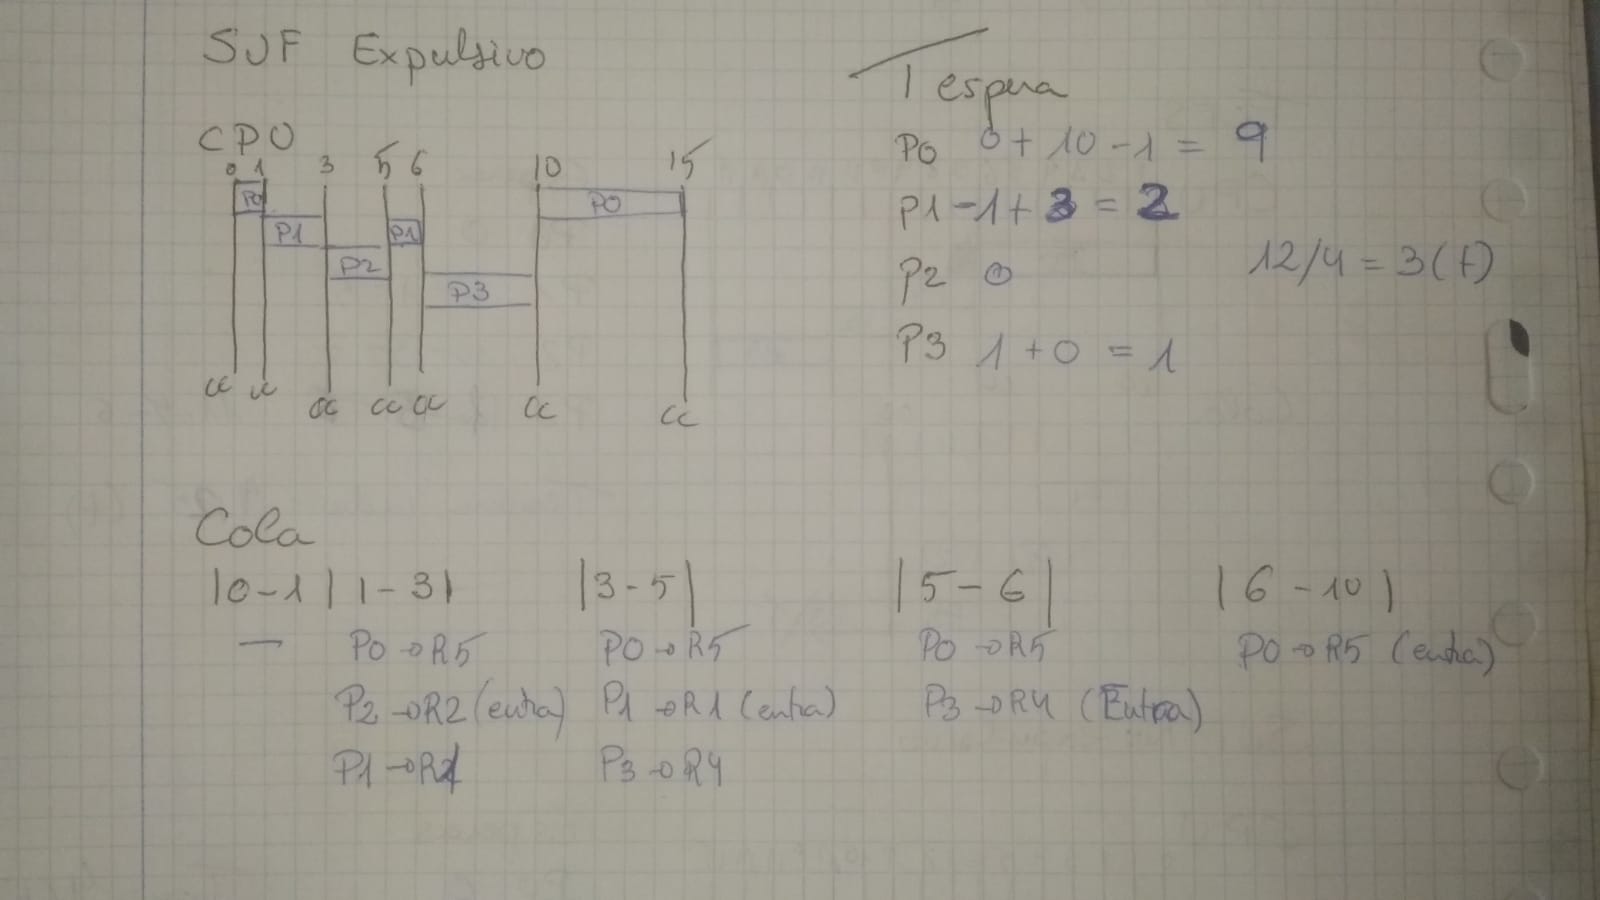 SJF Expulsivo
CPU
0 1 3 5 6 10 15
P0 P1 P2 P1 P3 P0
cc cc cc cc cc cc cc
T espera
P0 0 + 10 - 1 = 9
P1 - 1 + 3 = 2
P2 0
P3 1 + 0 = 1
12/4 = 3 (t)
Cola
|0-1| 1-3| |3-5| |5-6| |6-10|
— P0→R5 P0→R5 P0→R5 P0→R5 (entra)
P2→R2 (entra) P1→R1 (entra) P3→R4 (Entra)
P1→R1 P3→R4